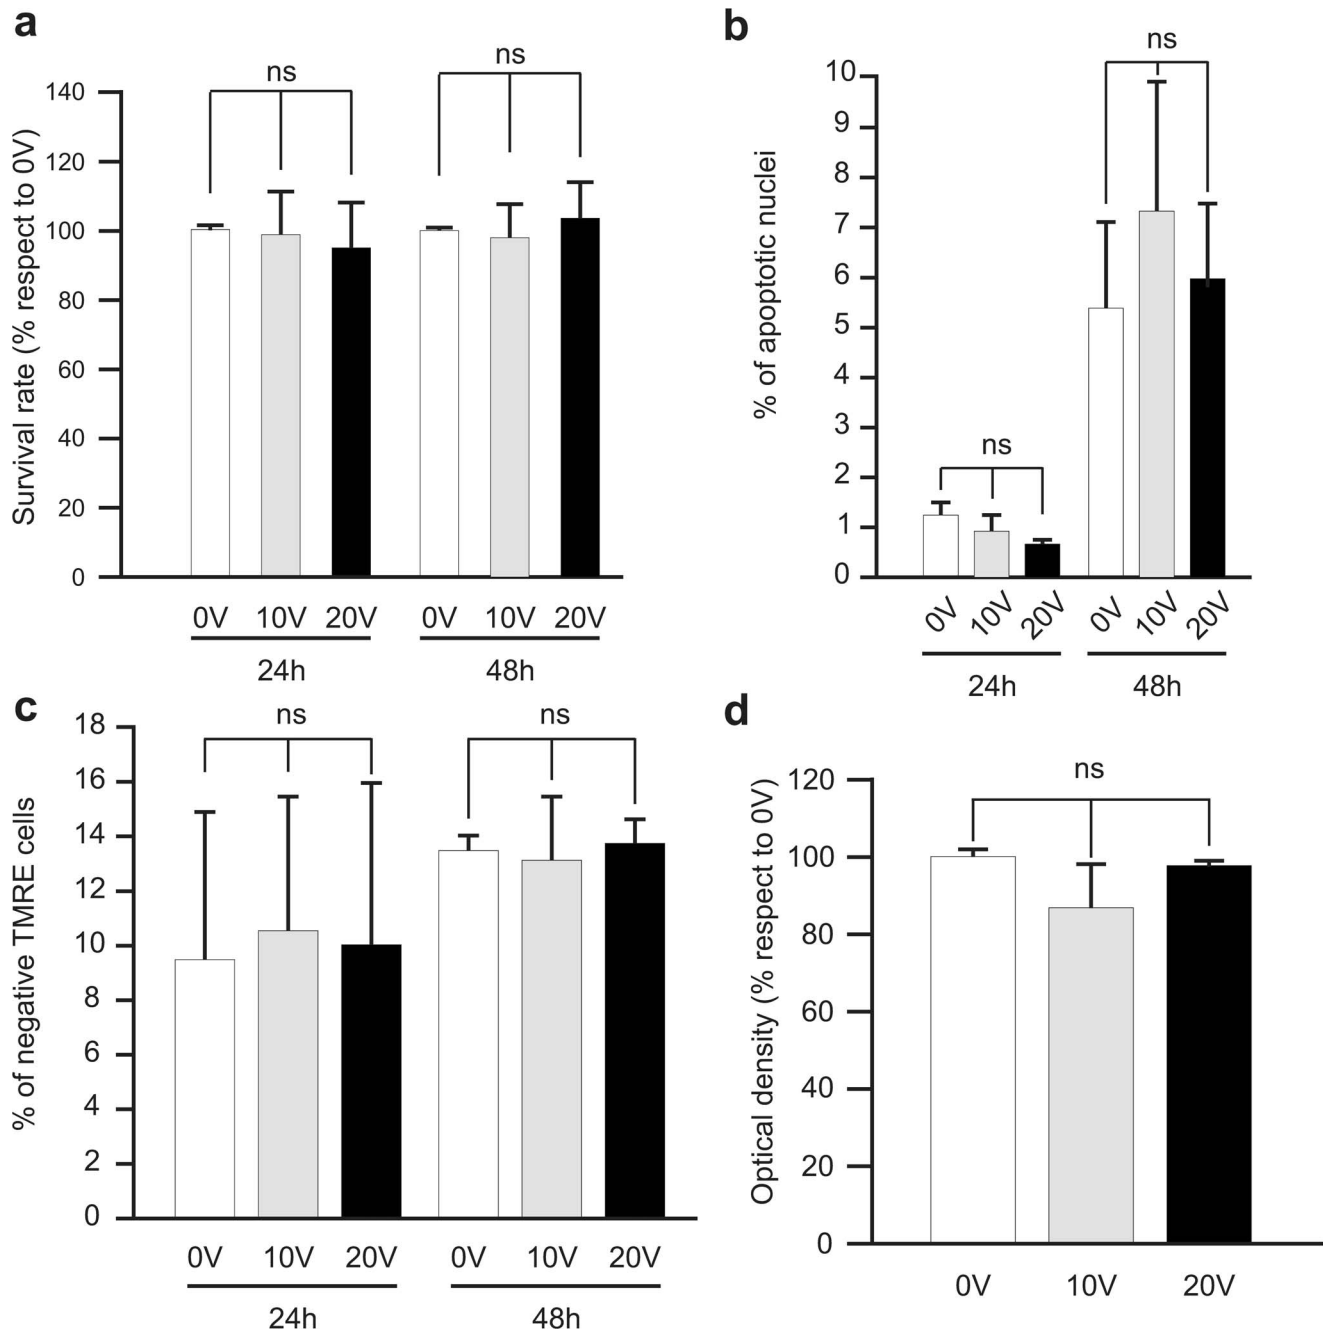 a
Survival rate (% respect to 0V)
140
120
100
80
60
40
20
0
ns
ns
0V 10V 20V 0V 10V 20V
24h 48h
b
% of apoptotic nuclei
10
9
8
7
6
5
4
3
2
1
0
ns
ns
0V 10V 20V 0V 10V 20V
24h 48h
c
% of negative TMRE cells
18
16
14
12
10
8
6
4
2
0
ns
ns
0V 10V 20V 0V 10V 20V
24h 48h
d
Optical density (% respect to 0V)
120
100
80
60
40
20
0
ns
0V 10V 20V